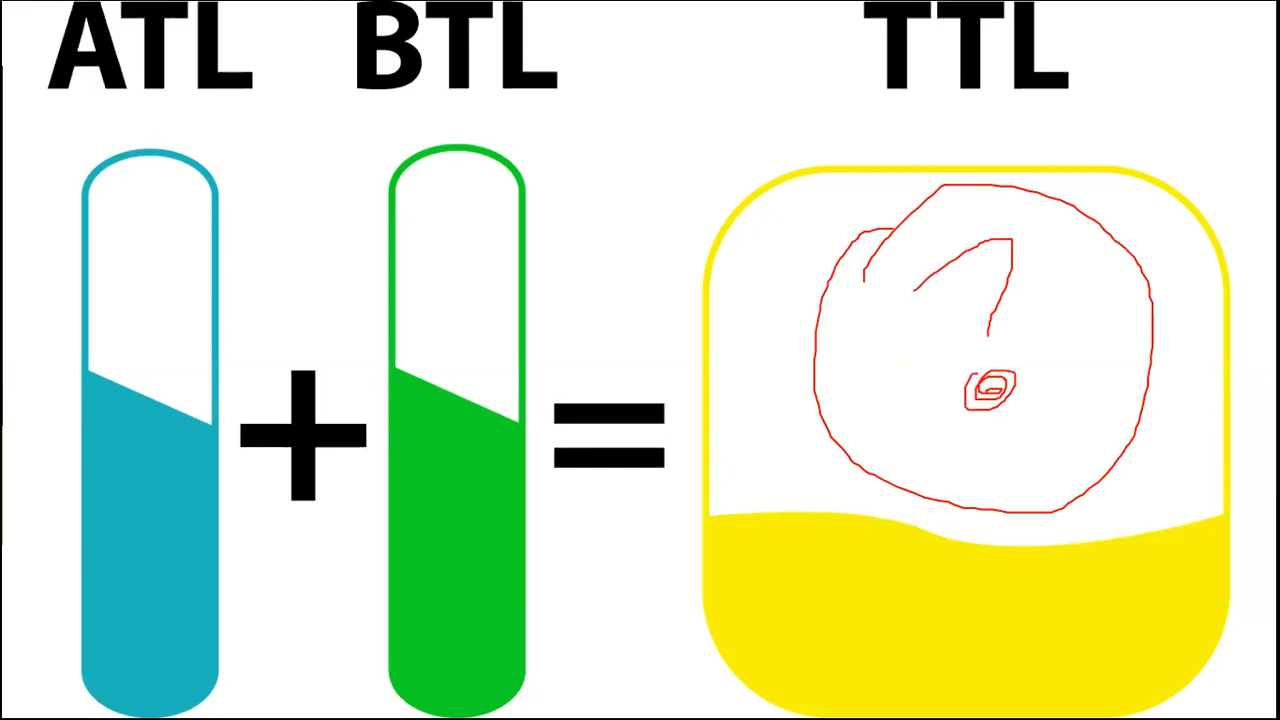 ATL BTL TTL
+ =